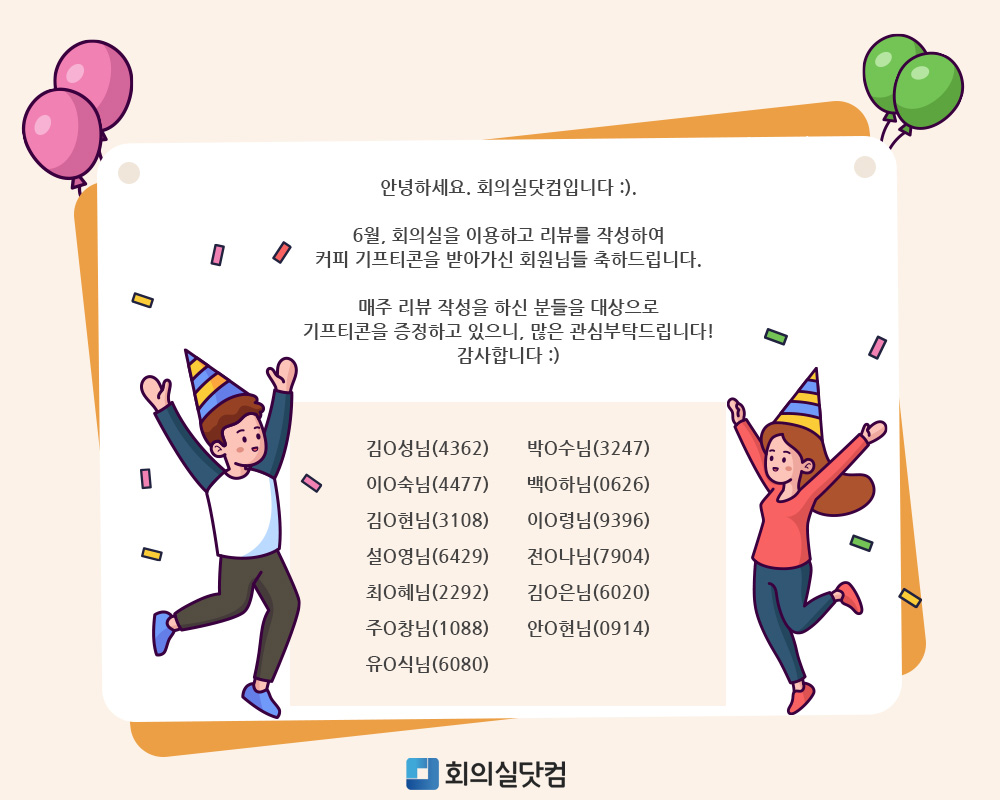 안녕하세요. 회의실닷컴입니다 :).
6월, 회의실을 이용하고 리뷰를 작성하여
커피 기프티콘을 받아가신 회원님들 축하드립니다.
매주 리뷰 작성을 하신 분들을 대상으로
기프티콘을 증정하고 있으니, 많은 관심부탁드립니다!
감사합니다 :)
김O성님(4362) 박O수님(3247)
이O숙님(4477) 백O하님(0626)
김O현님(3108) 이O령님(9396)
설O영님(6429) 전O나님(7904)
최O혜님(2292) 김O은님(6020)
주O창님(1088) 안O현님(0914)
유O식님(6080)
회의실닷컴